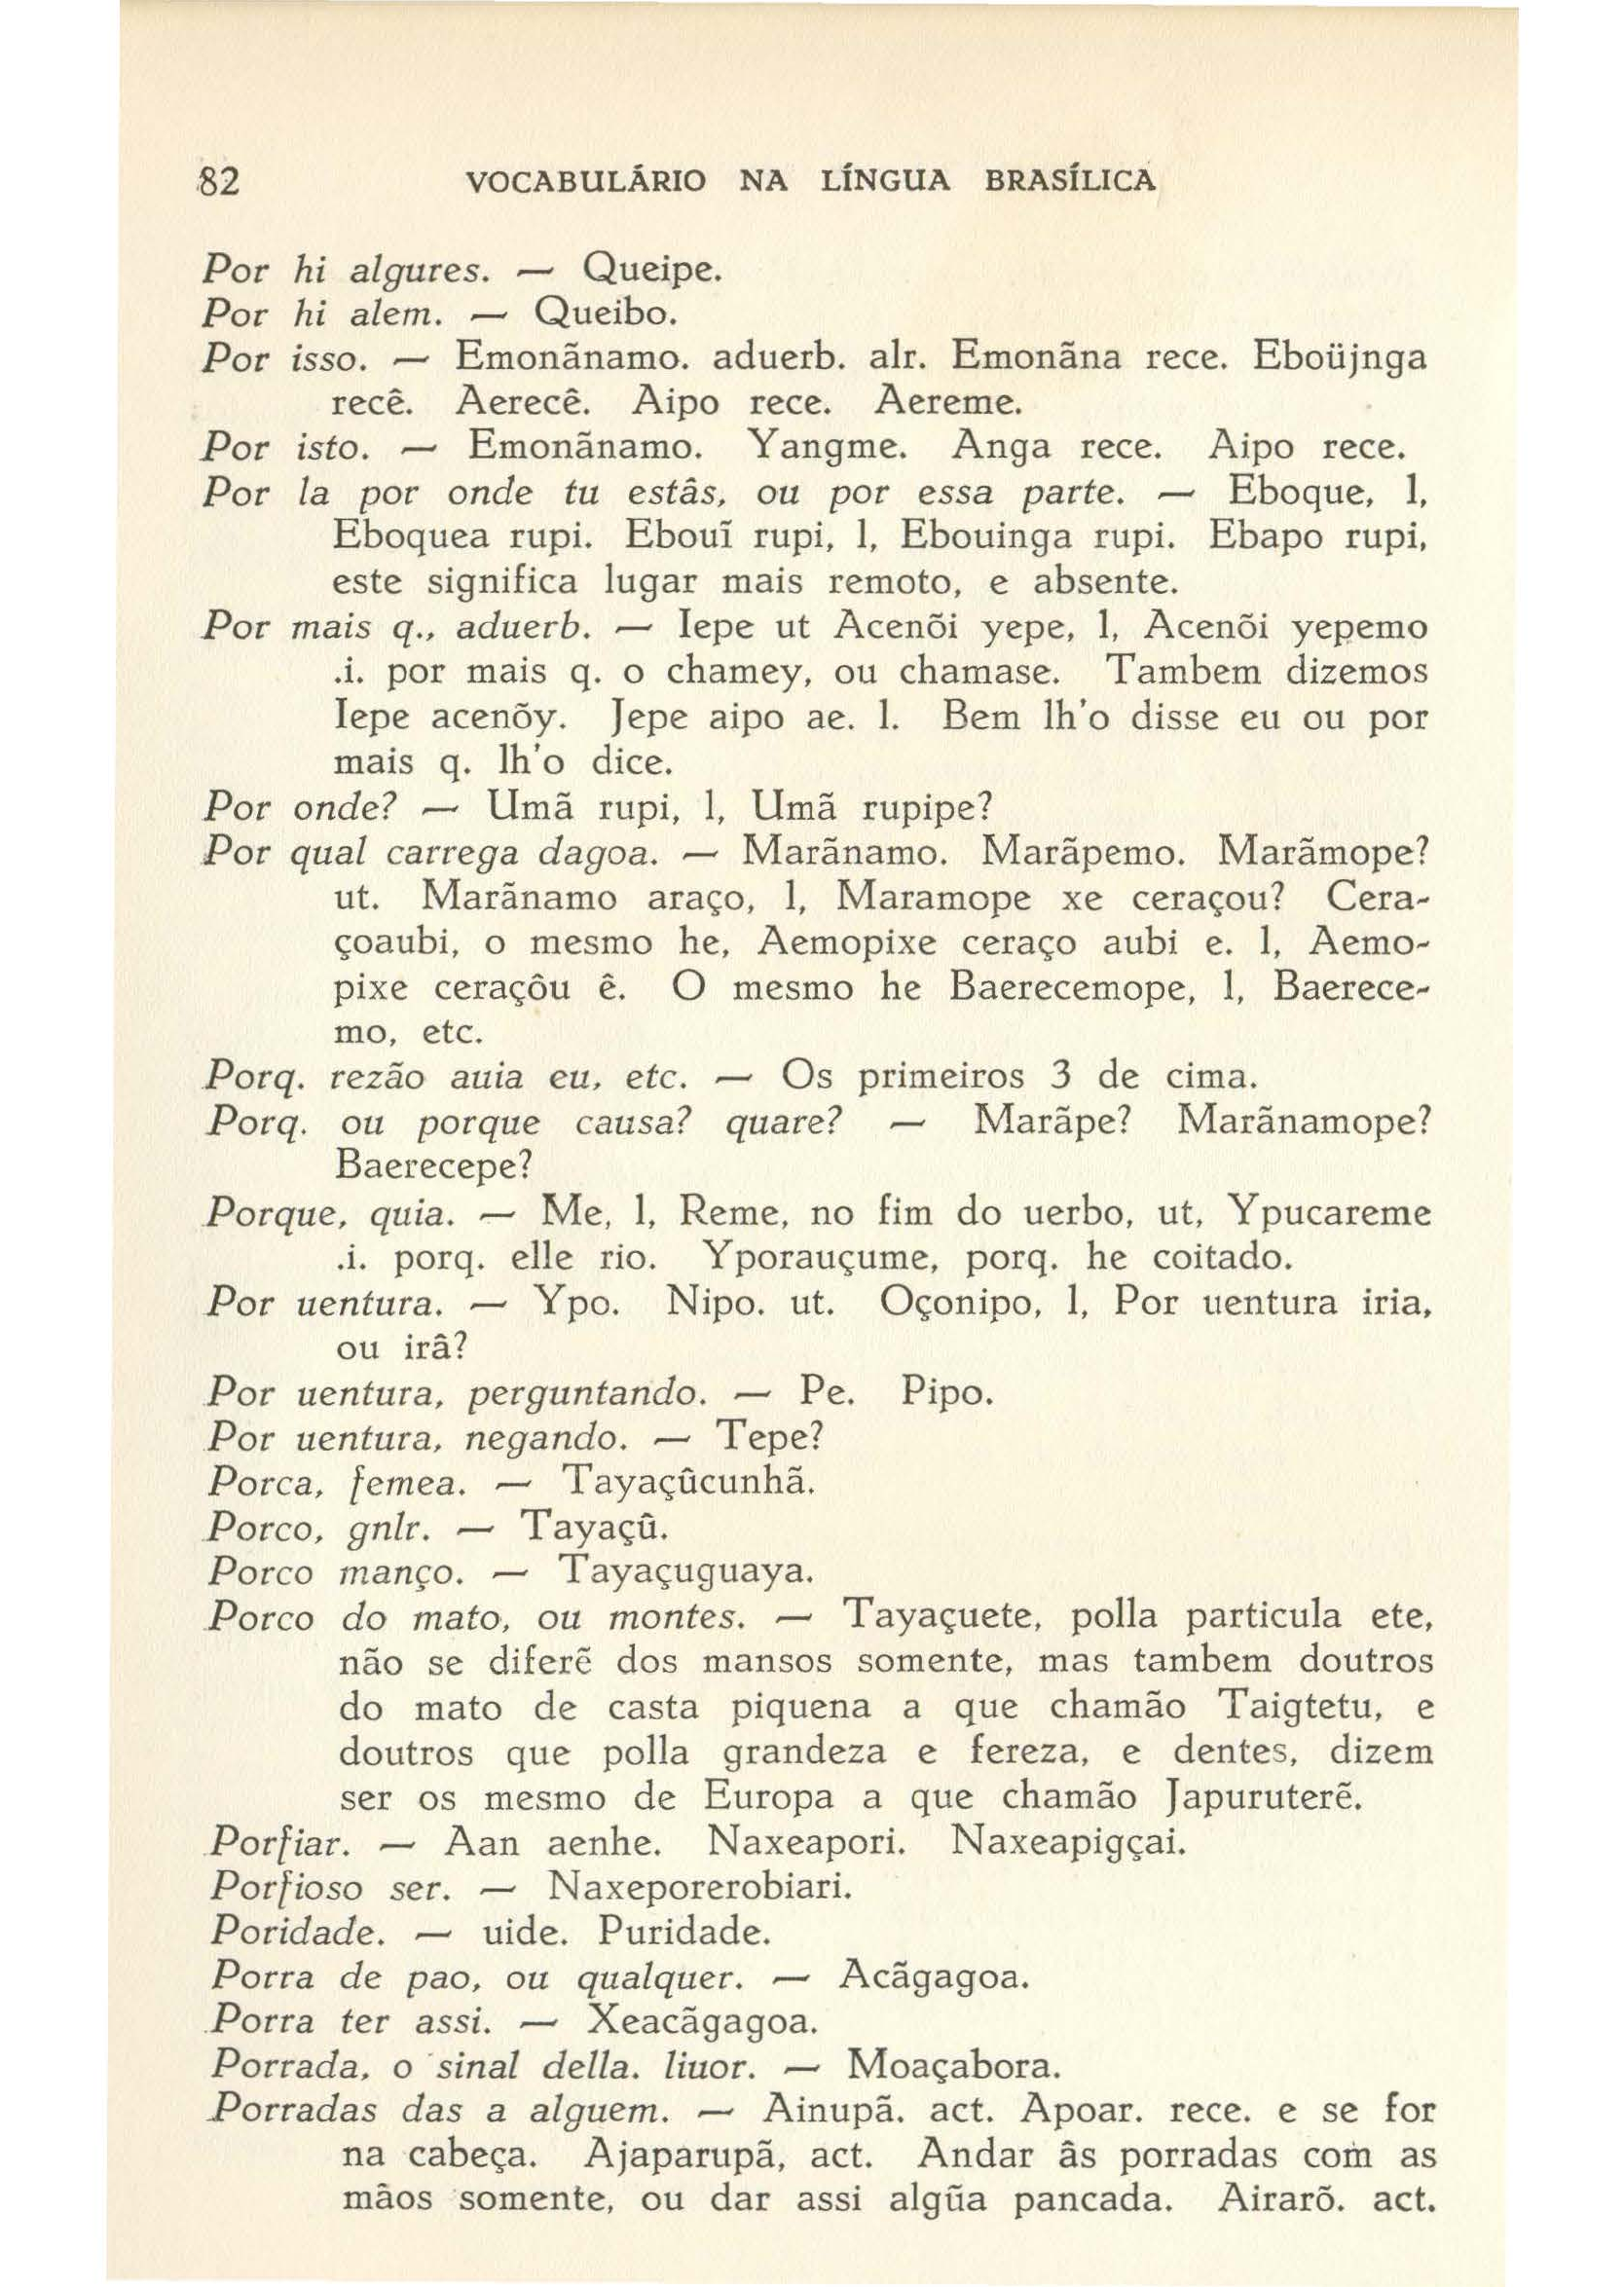 82 VOCABULÁRIO NA LÍNGUA BRASÍLICA
Por hi algures. — Queipe.
Por hi alem. — Queibo.
Por isso. — Emonãnamo. aduerb. alr. Emonãna rece. Eboüjnga
recê. Aerecê. Aipo rece. Aereme.
Por isto. — Emonãnamo. Yangme. Anga rece. Aipo rece.
Por la por onde tu estâs, ou por essa parte. — Eboque, l,
Eboquea rupi. Ebouĩ rupi, l, Ebouinga rupi. Ebapo rupi,
este significa lugar mais remoto, e absente.
Por mais q., aduerb. — Iepe ut Acenõi yepe, l, Acenõi yepemo
.i. por mais q. o chamey, ou chamase. Tambem dizemos
Iepe acenõy. Jepe aipo ae. l. Bem lh'o disse eu ou por
mais q. lh'o dice.
Por onde? — Umã rupi, l, Umã rupipe?
Por qual carrega dagoa. — Marãnamo. Marãpemo. Marãmope?
ut. Marãnamo araço, l, Maramope xe ceraçou? Cera-
çoaubi, o mesmo he, Aemopixe ceraço aubi e. l, Aemo-
pixe ceraçôu ê. O mesmo he Baerecemope, l, Baerece-
mo, etc.
Porq. rezão auia eu, etc. — Os primeiros 3 de cima.
Porq. ou porque causa? quare? — Marãpe? Marãnamope?
Baerecepe?
Porque, quia. — Me, l, Reme, no fim do uerbo, ut, Ypucareme
.i. porq. elle rio. Yporauçume, porq. he coitado.
Por uentura. — Ypo. Nipo. ut. Oçonipo, l, Por uentura iria,
ou irâ?
Por uentura, perguntando. — Pe. Pipo.
Por uentura, negando. — Tepe?
Porca, femea. — Tayaçûcunhã.
Porco, gnlr. — Tayaçû.
Porco manço. — Tayaçuguaya.
Porco do mato, ou montes. — Tayaçuete, polla particula ete,
não se diferẽ dos mansos somente, mas tambem doutros
do mato de casta piquena a que chamão Taigtetu, e
doutros que polla grandeza e fereza, e dentes, dizem
ser os mesmo de Europa a que chamão Japuruterẽ.
Porfiar. — Aan aenhe. Naxeapori. Naxeapigçai.
Porfioso ser. — Naxeporerobiari.
Poridade. — uide. Puridade.
Porra de pao, ou qualquer. — Acãgagoa.
Porra ter assi. — Xeacãgagoa.
Porrada, o sinal della. liuor. — Moaçabora.
Porradas das a alguem. — Ainupã. act. Apoar. rece. e se for
na cabeça. Ajaparupã, act. Andar âs porradas com as
mãos somente, ou dar assi algũa pancada. Airarõ. act.